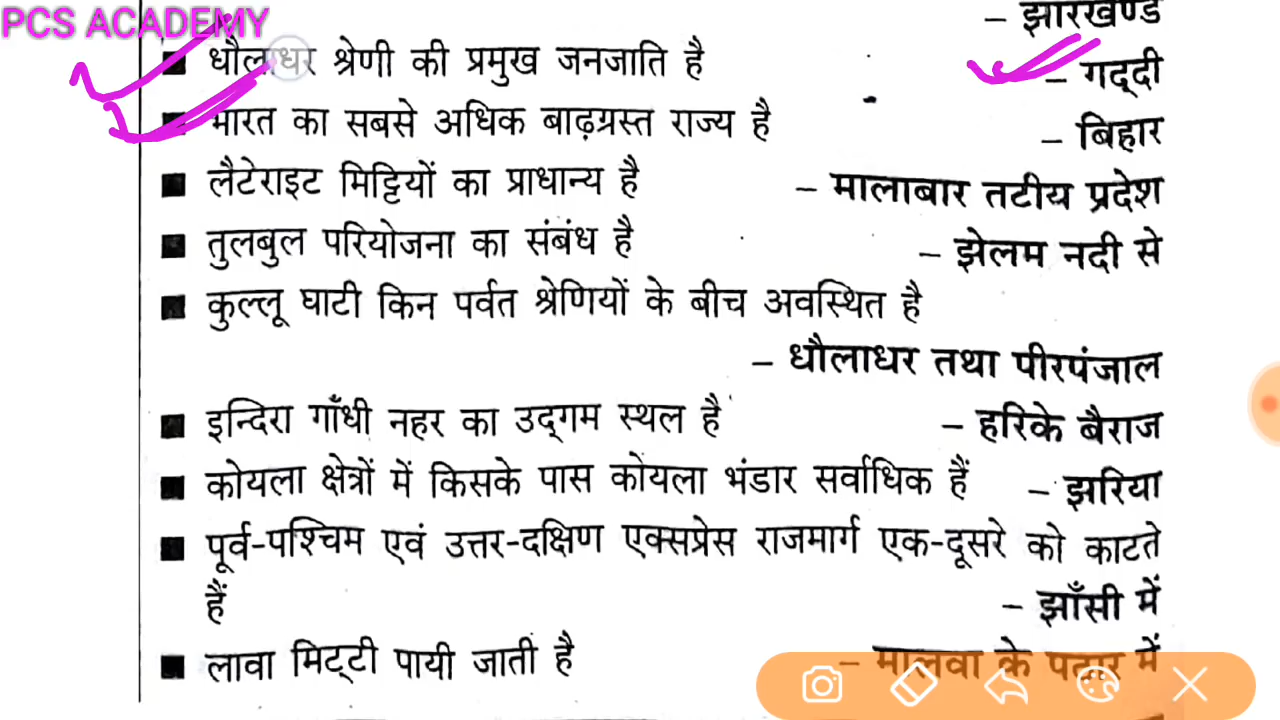 PCS ACADEMY
– झारखण्ड
■ धौलाधर श्रेणी की प्रमुख जनजाति है – गद्दी
■ भारत का सबसे अधिक बाढ़ग्रस्त राज्य है – बिहार
■ लैटेराइट मिट्टियों का प्राधान्य है – मालाबार तटीय प्रदेश
■ तुलबुल परियोजना का संबंध है – झेलम नदी से
■ कुल्लू घाटी किन पर्वत श्रेणियों के बीच अवस्थित है
– धौलाधर तथा पीरपंजाल
■ इन्दिरा गाँधी नहर का उद्गम स्थल है – हरिके बैराज
■ कोयला क्षेत्रों में किसके पास कोयला भंडार सर्वाधिक हैं – झरिया
■ पूर्व-पश्चिम एवं उत्तर-दक्षिण एक्सप्रेस राजमार्ग एक-दूसरे को काटते
हैं – झाँसी में
■ लावा मिट्टी पायी जाती है – मालवा के पठार में